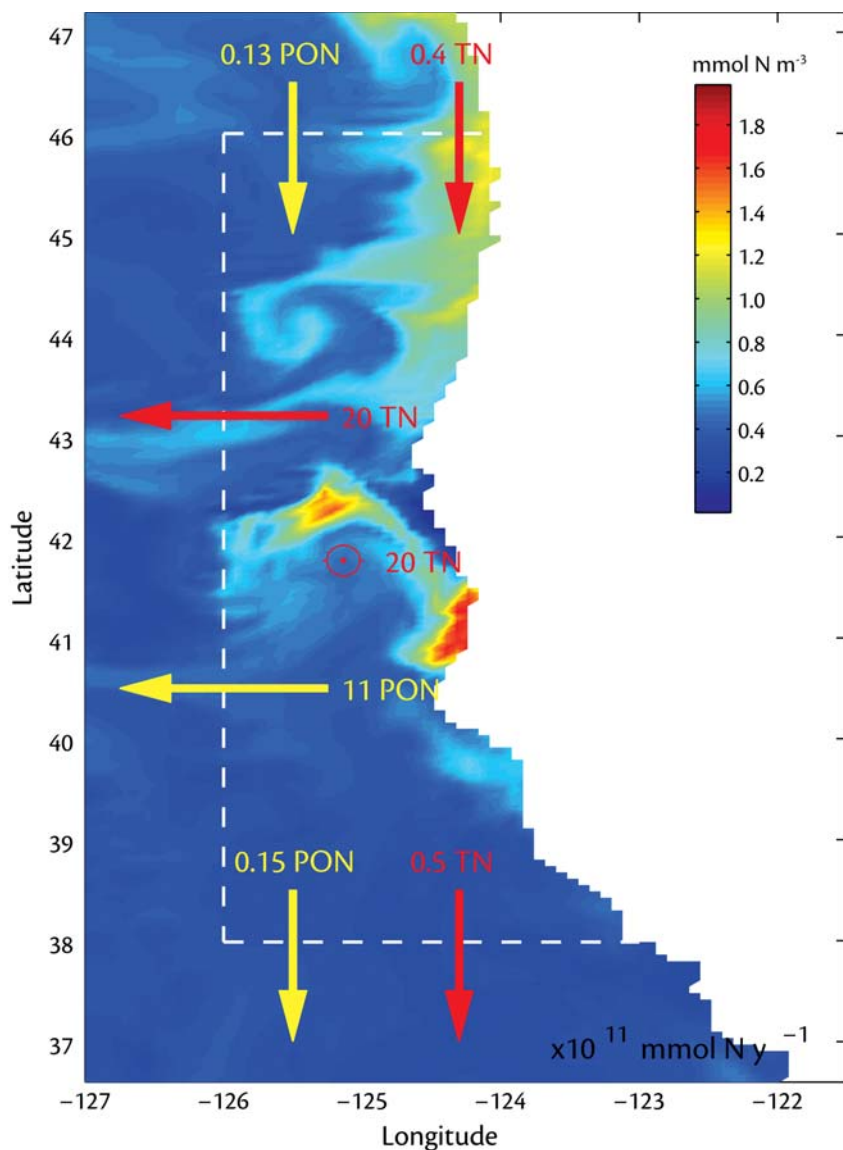 47
46
45
44
43
42
41
40
39
38
37
Latitude
0.13 PON
0.4 TN
mmol N m⁻³
1.8
1.6
1.4
1.2
1.0
0.8
0.6
0.4
0.2
20 TN
20 TN
11 PON
0.15 PON
0.5 TN
x10 ¹¹ mmol N y⁻¹
−127
−126
−125
−124
−123
−122
Longitude